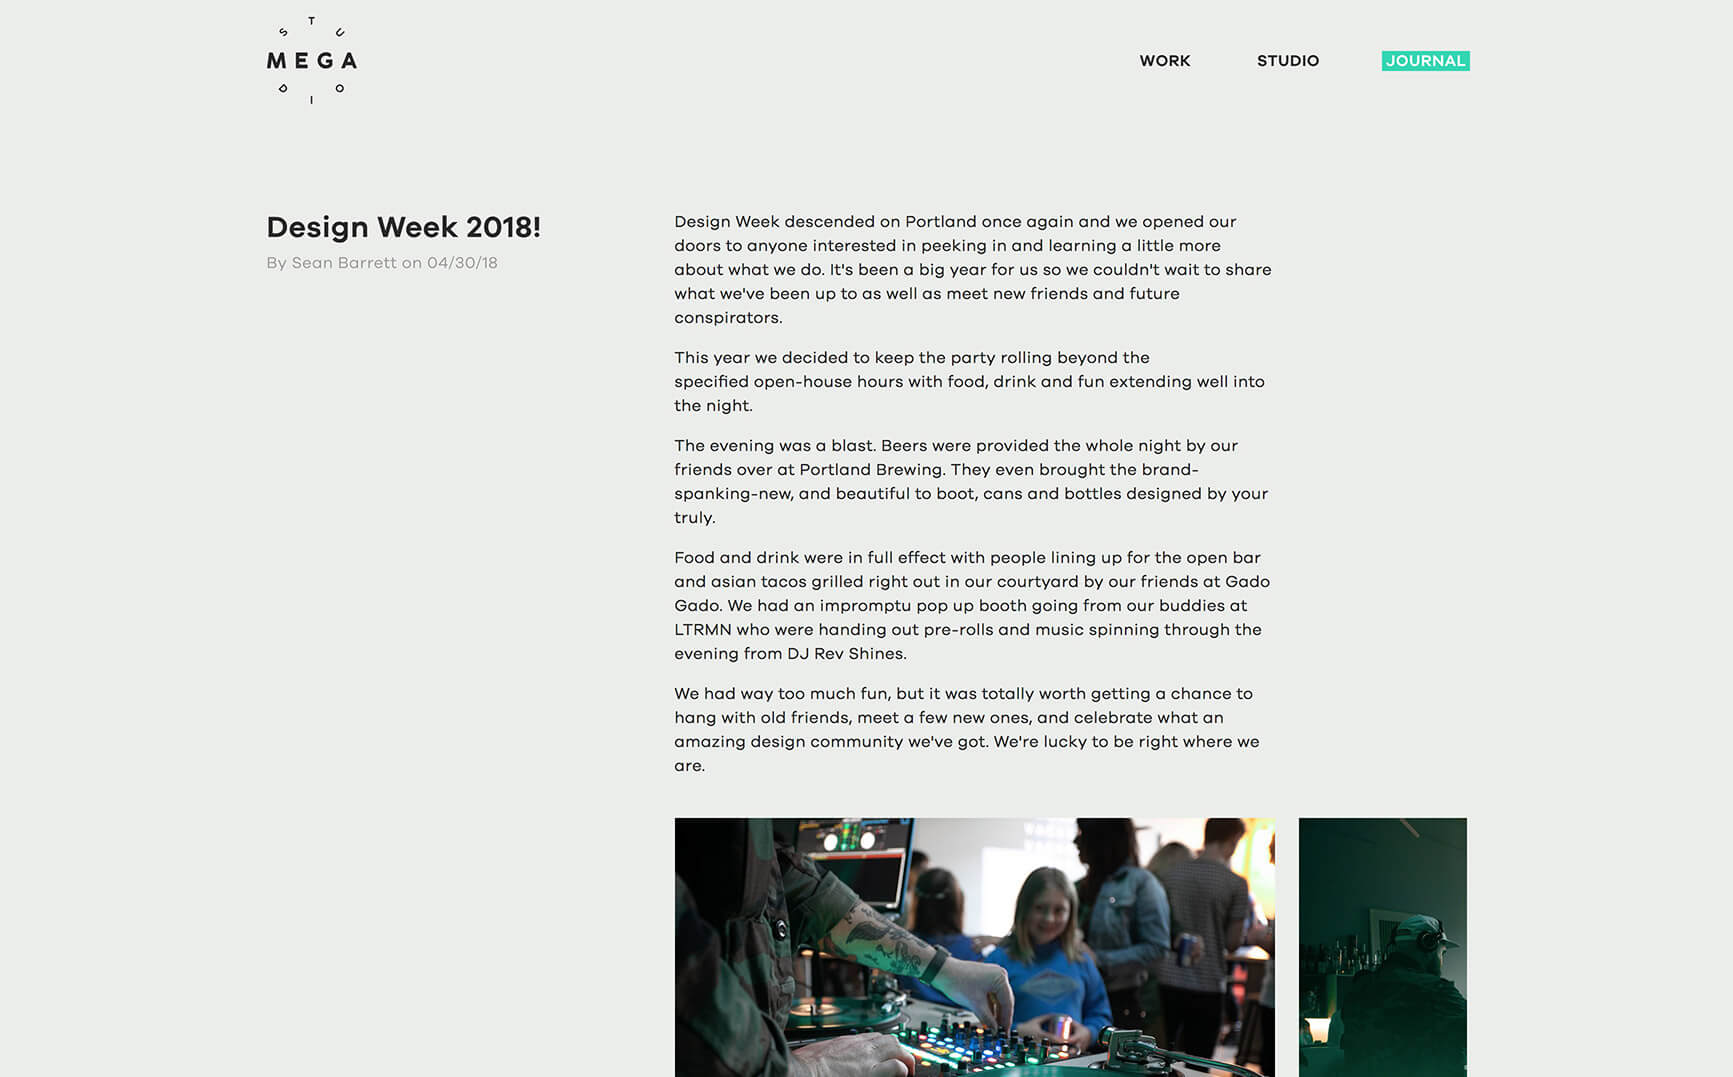 STUDIO
MEGA
WORK
STUDIO
JOURNAL
Design Week 2018!
By Sean Barrett on 04/30/18
Design Week descended on Portland once again and we opened our
doors to anyone interested in peeking in and learning a little more
about what we do. It's been a big year for us so we couldn't wait to share
what we've been up to as well as meet new friends and future
conspirators.
This year we decided to keep the party rolling beyond the
specified open-house hours with food, drink and fun extending well into
the night.
The evening was a blast. Beers were provided the whole night by our
friends over at Portland Brewing. They even brought the brand-
spanking-new, and beautiful to boot, cans and bottles designed by your
truly.
Food and drink were in full effect with people lining up for the open bar
and asian tacos grilled right out in our courtyard by our friends at Gado
Gado. We had an impromptu pop up booth going from our buddies at
LTRMN who were handing out pre-rolls and music spinning through the
evening from DJ Rev Shines.
We had way too much fun, but it was totally worth getting a chance to
hang with old friends, meet a few new ones, and celebrate what an
amazing design community we've got. We're lucky to be right where we
are.